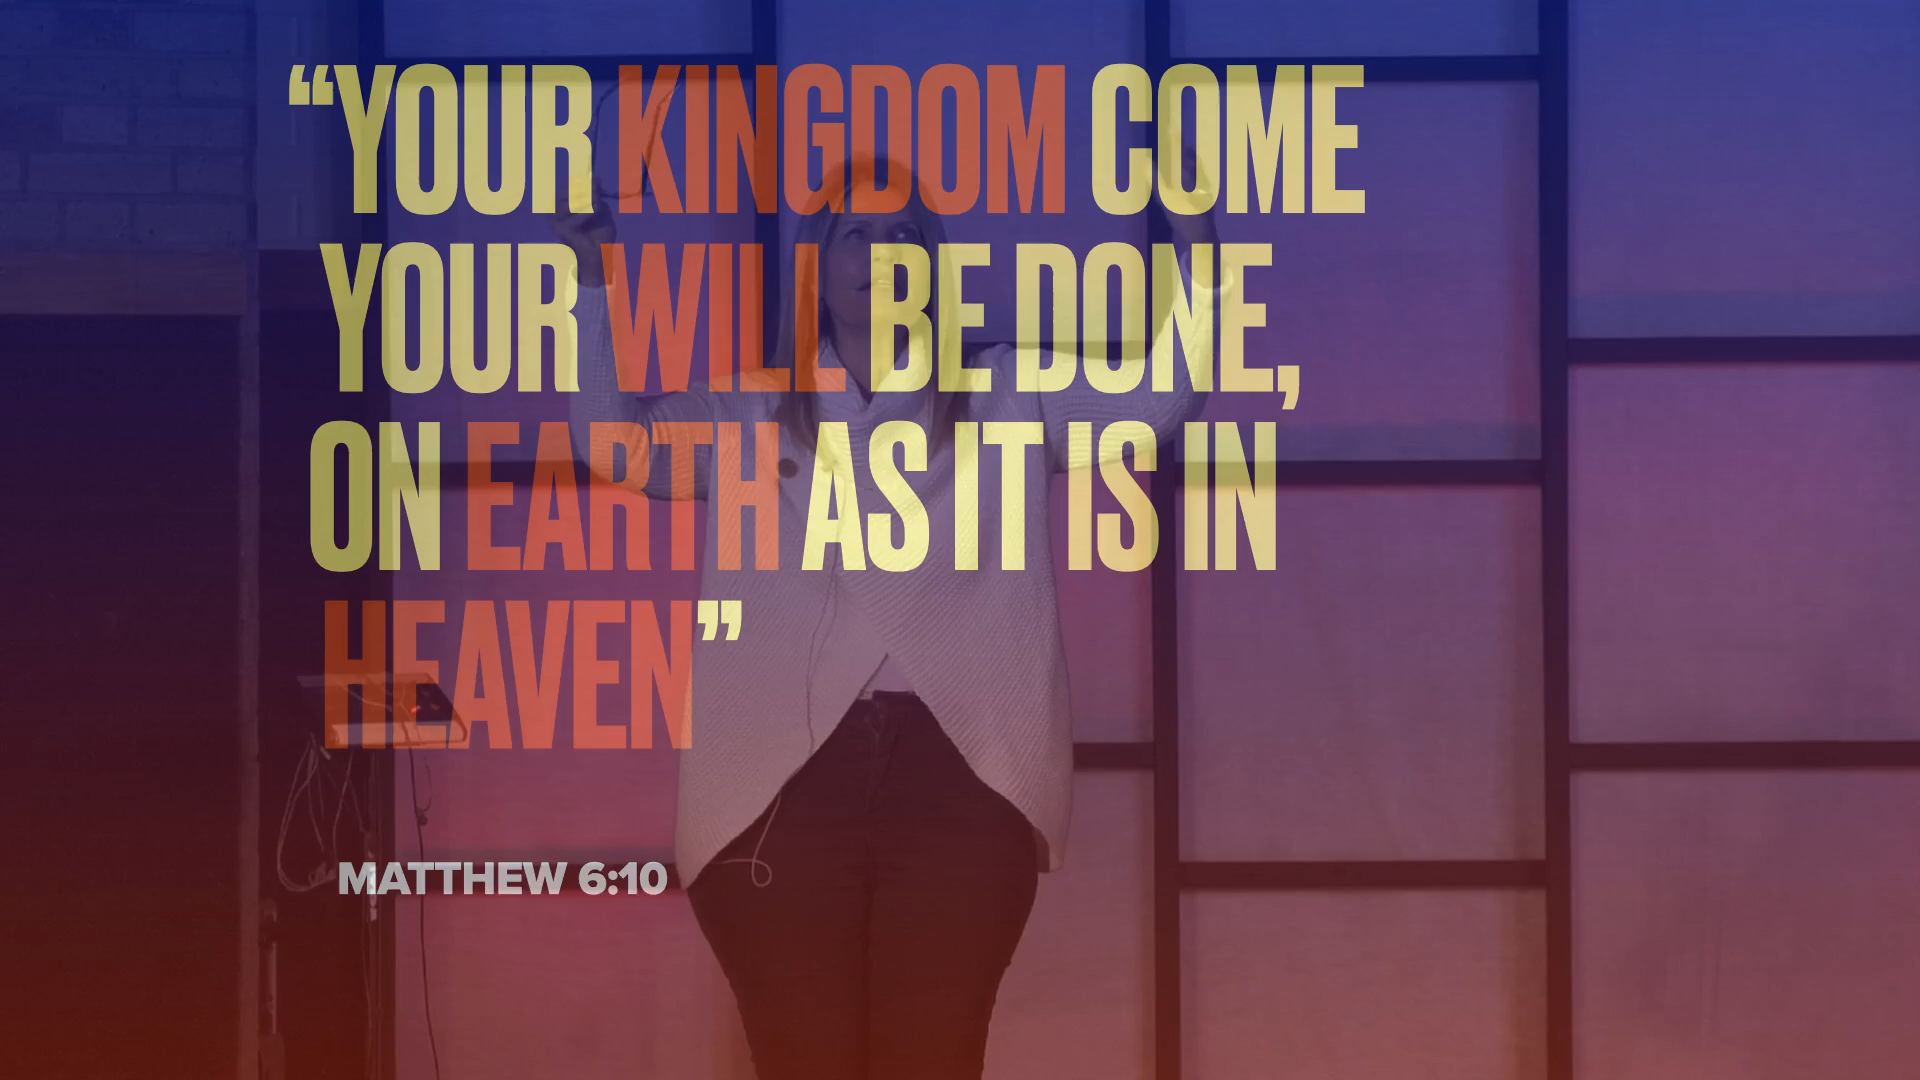 “YOUR KINGDOM COME
YOUR WILL BE DONE,
ON EARTH AS IT IS IN
HEAVEN”
MATTHEW 6:10